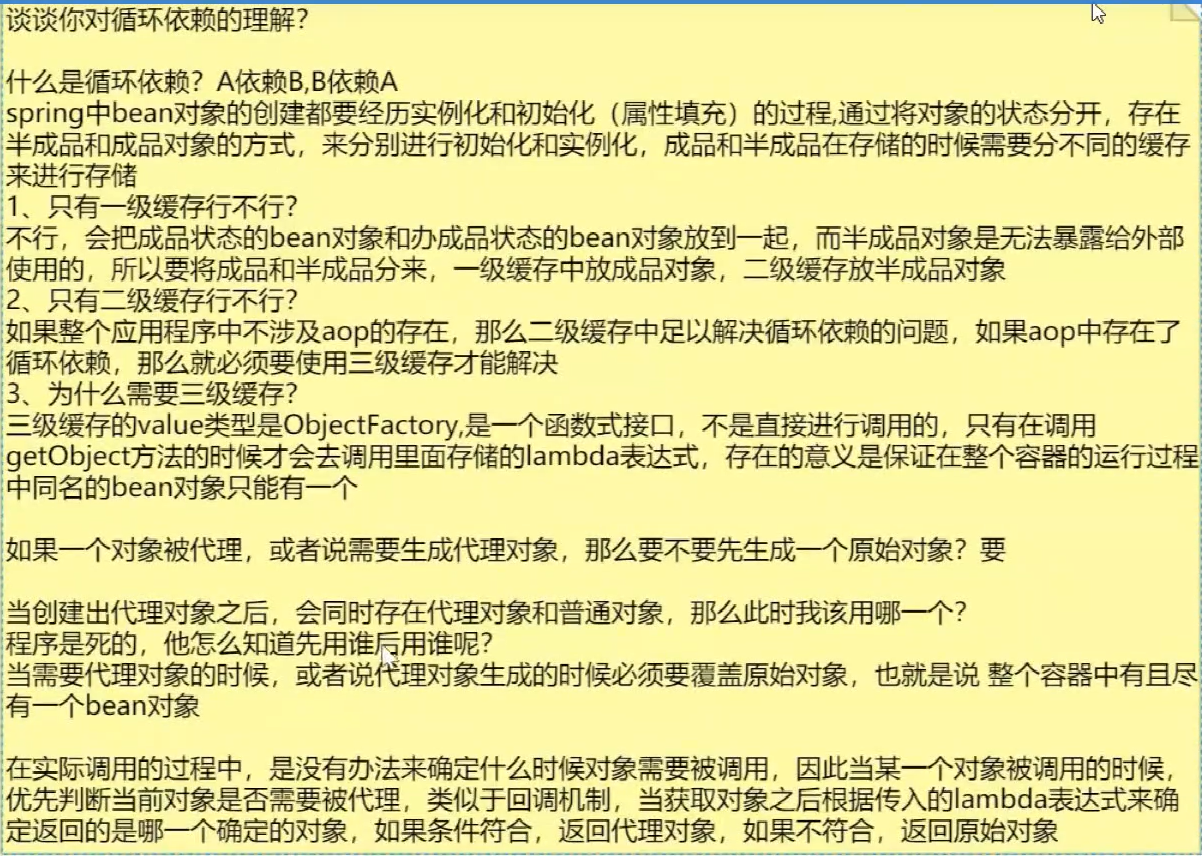 谈谈你对循环依赖的理解?
什么是循环依赖?A依赖B,B依赖A
spring中bean对象的创建都要经历实例化和初始化（属性填充）的过程,通过将对象的状态分开，存在
半成品和成品对象的方式，来分别进行初始化和实例化，成品和半成品在存储的时候需要分不同的缓存
来进行存储
1、只有一级缓存行不行?
不行，会把成品状态的bean对象和办成品状态的bean对象放到一起，而半成品对象是无法暴露给外部
使用的，所以要将成品和半成品分来，一级缓存中放成品对象，二级缓存放半成品对象
2、只有二级缓存行不行?
如果整个应用程序中不涉及aop的存在，那么二级缓存中足以解决循环依赖的问题，如果aop中存在了
循环依赖，那么就必须要使用三级缓存才能解决
3、为什么需要三级缓存?
三级缓存的value类型是ObjectFactory,是一个函数式接口，不是直接进行调用的，只有在调用
getObject方法的时候才会去调用里面存储的lambda表达式，存在的意义是保证在整个容器的运行过程
中同名的bean对象只能有一个
如果一个对象被代理，或者说需要生成代理对象，那么要不要先生成一个原始对象?要
当创建出代理对象之后，会同时存在代理对象和普通对象，那么此时我该用哪一个?
程序是死的，他怎么知道先用谁后用谁呢?
当需要代理对象的时候，或者说代理对象生成的时候必须要覆盖原始对象，也就是说 整个容器中有且尽
有一个bean对象
在实际调用的过程中，是没有办法来确定什么时候对象需要被调用，因此当某一个对象被调用的时候，
优先判断当前对象是否需要被代理，类似于回调机制，当获取对象之后根据传入的lambda表达式来确
定返回的是哪一个确定的对象，如果条件符合，返回代理对象，如果不符合，返回原始对象